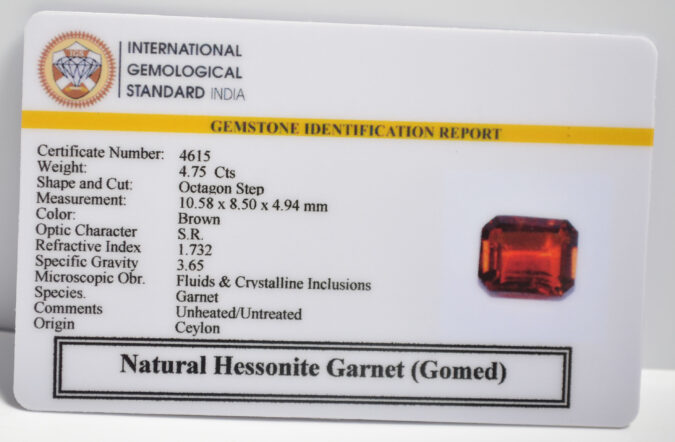 IGS
INTERNATIONAL
GEMOLOGICAL
STANDARD INDIA
GEMSTONE IDENTIFICATION REPORT
Certificate Number: 4615
Weight: 4.75 Cts
Shape and Cut: Octagon Step
Measurement: 10.58 x 8.50 x 4.94 mm
Color: Brown
Optic Character S.R.
Refractive Index 1.732
Specific Gravity 3.65
Microscopic Obr. Fluids & Crystalline Inclusions
Species. Garnet
Comments Unheated/Untreated
Origin Ceylon
Natural Hessonite Garnet (Gomed)